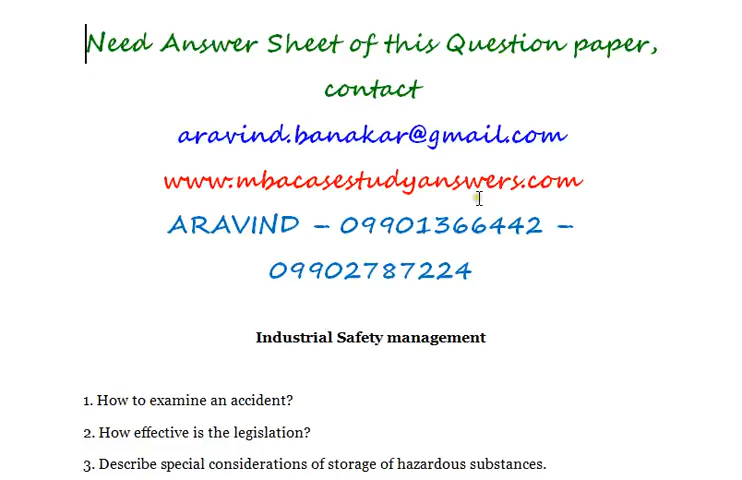 Need Answer Sheet of this Question paper,
contact
aravind.banakar@gmail.com
www.mbacasestudyanswers.com
ARAVIND – 09901366442 –
09902787224
Industrial Safety management
1. How to examine an accident?
2. How effective is the legislation?
3. Describe special considerations of storage of hazardous substances.